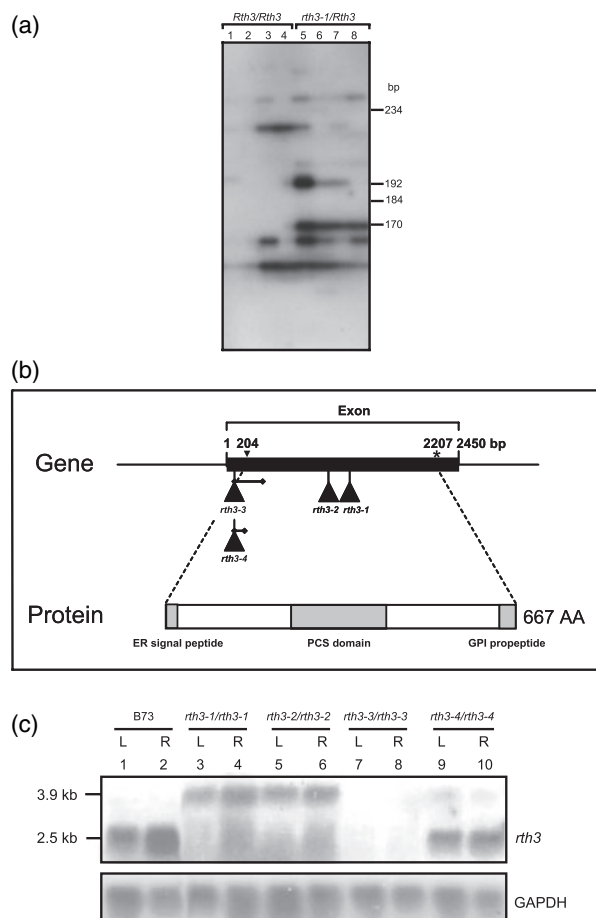 (a)
Rth3/Rth3 rth3-1/Rth3
1 2 3 4 5 6 7 8
bp
234
192
184
170
(b)
Exon
1 204 2207 2450 bp
*
Gene
rth3-3 rth3-2 rth3-1
rth3-4
Protein
667 AA
ER signal peptide PCS domain GPI propeptide
(c)
B73 rth3-1/rth3-1 rth3-2/rth3-2 rth3-3/rth3-3 rth3-4/rth3-4
L R L R L R L R L R
1 2 3 4 5 6 7 8 9 10
3.9 kb
2.5 kb rth3
GAPDH